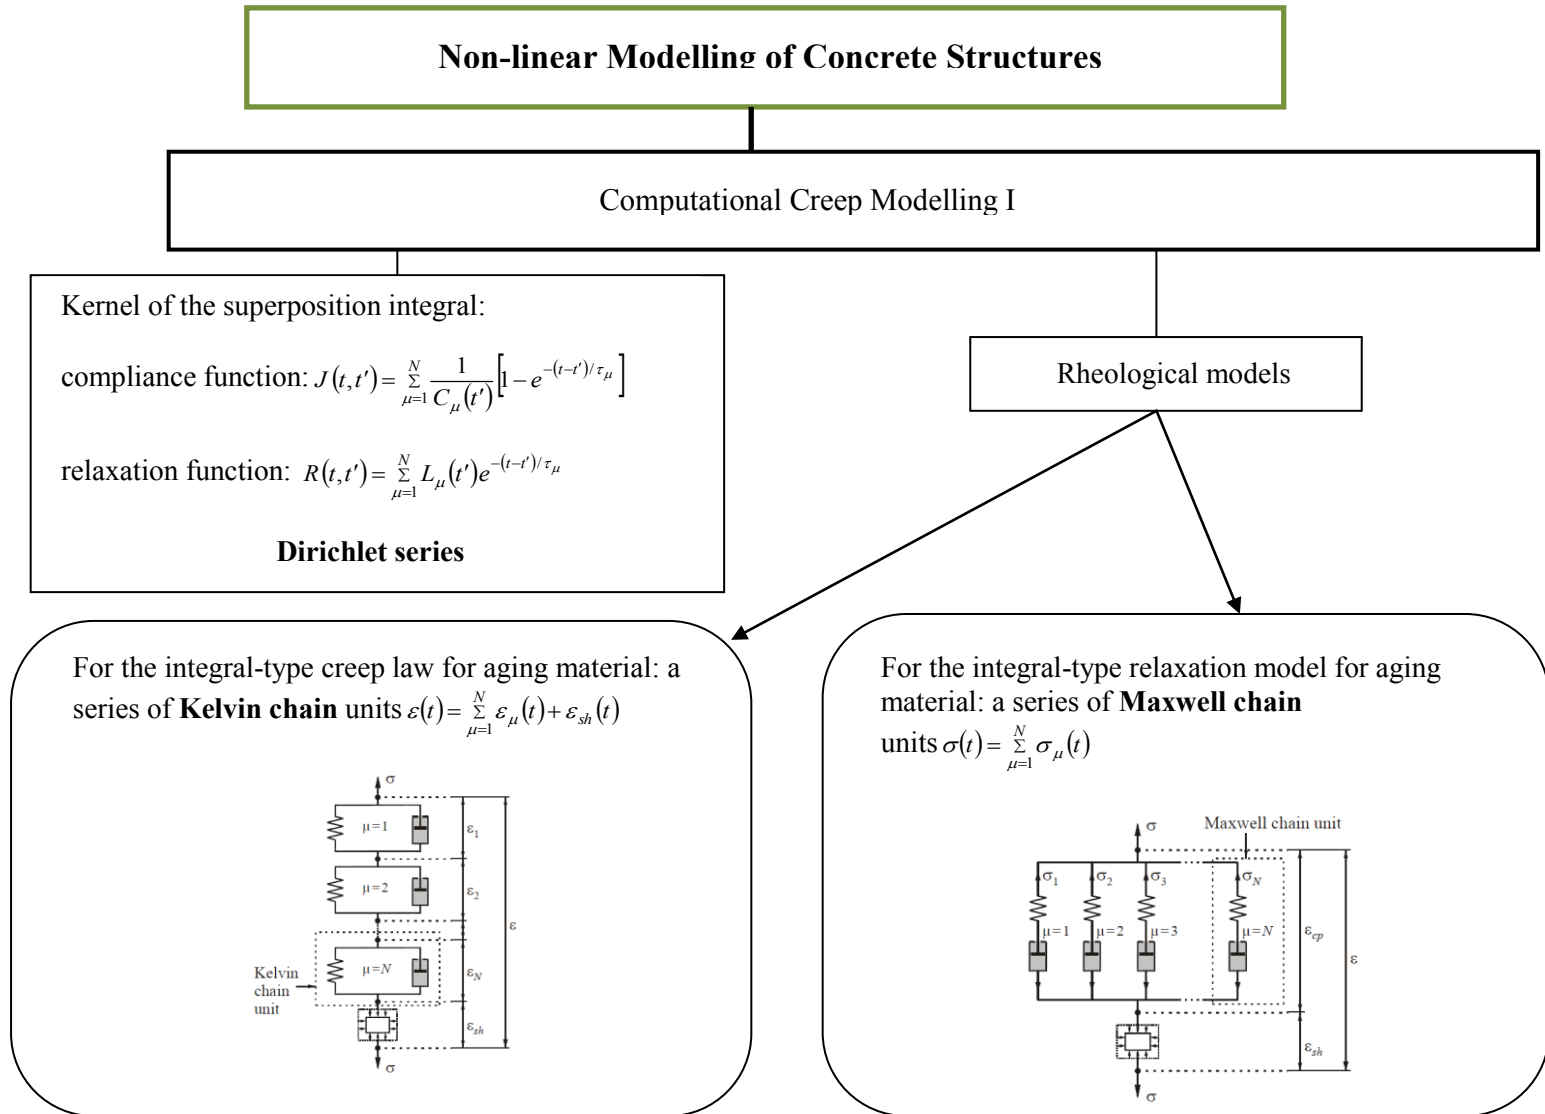 Non-linear Modelling of Concrete Structures
Computational Creep Modelling I
Kernel of the superposition integral:
compliance function: J(t,t′) = Σ_{μ=1}^{N} 1/C_μ(t′) [1 − e^{−(t−t′)/τ_μ}]
relaxation function: R(t,t′) = Σ_{μ=1}^{N} L_μ(t′) e^{−(t−t′)/τ_μ}
Dirichlet series
Rheological models
For the integral-type creep law for aging material: a
series of Kelvin chain units ε(t) = Σ_{μ=1}^{N} ε_μ(t) + ε_sh(t)
σ
μ=1
ε₁
μ=2
ε₂
ε
μ=N
ε_N
Kelvin
chain
unit
ε_sh
σ
For the integral-type relaxation model for aging
material: a series of Maxwell chain
units σ(t) = Σ_{μ=1}^{N} σ_μ(t)
Maxwell chain unit
σ
σ₁ σ₂ σ₃ σ_N
μ=1 μ=2 μ=3 μ=N
ε_cp
ε
ε_sh
σ